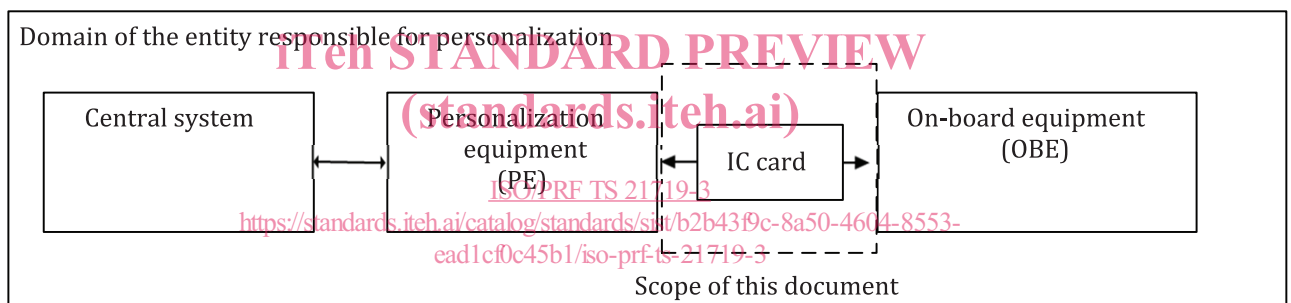 Domain of the entity responsible for personalization
iTeh STANDARD PREVIEW
(standards.iteh.ai)
Central system
Personalization
equipment
(PE)
IC card
On-board equipment
(OBE)
ISO/PRF TS 21719-3
https://standards.iteh.ai/catalog/standards/sist/b2b43f9c-8a50-4604-8553-
ead1cf0c45b1/iso-prf-ts-21719-3
Scope of this document